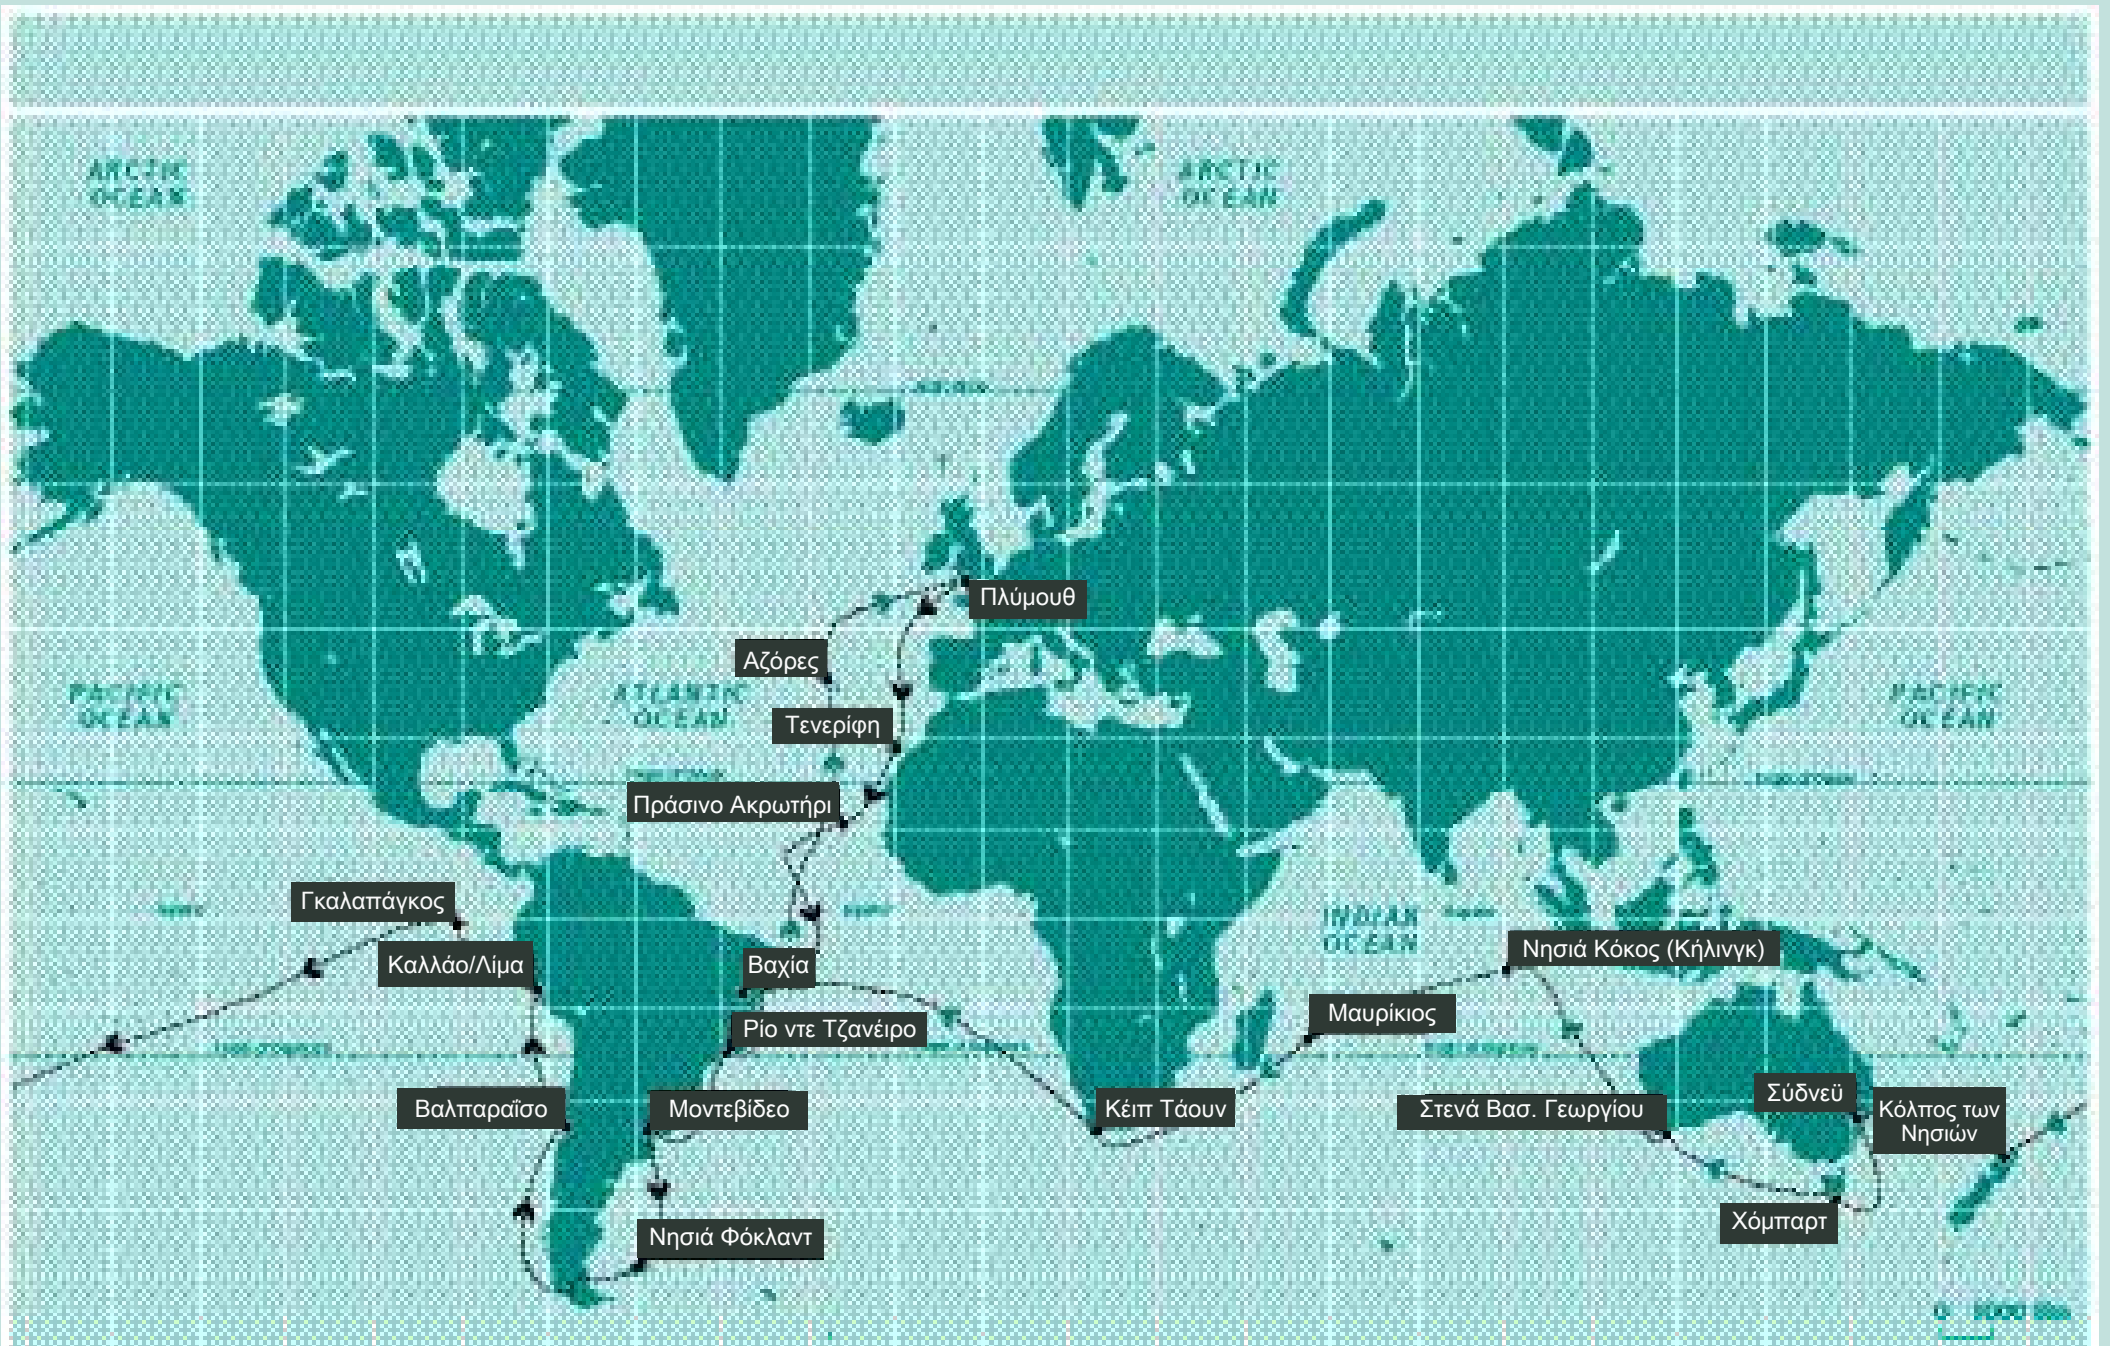 ARCTIC
OCEAN
ARCTIC
OCEAN
Πλύμουθ
Αζόρες
PACIFIC
OCEAN
ATLANTIC
OCEAN
PACIFIC
OCEAN
Τενερίφη
Πράσινο Ακρωτήρι
Γκαλαπάγκος
INDIAN
OCEAN
Καλλάο/Λίμα
Βαχία
Νησιά Κόκος (Κήλινγκ)
Ρίο ντε Τζανέιρο
Μαυρίκιος
Βαλπαραΐσο
Μοντεβίδεο
Κέιπ Τάουν
Στενά Βασ. Γεωργίου
Σύδνεϋ
Κόλπος των
Νησιών
Νησιά Φόκλαντ
Χόμπαρτ